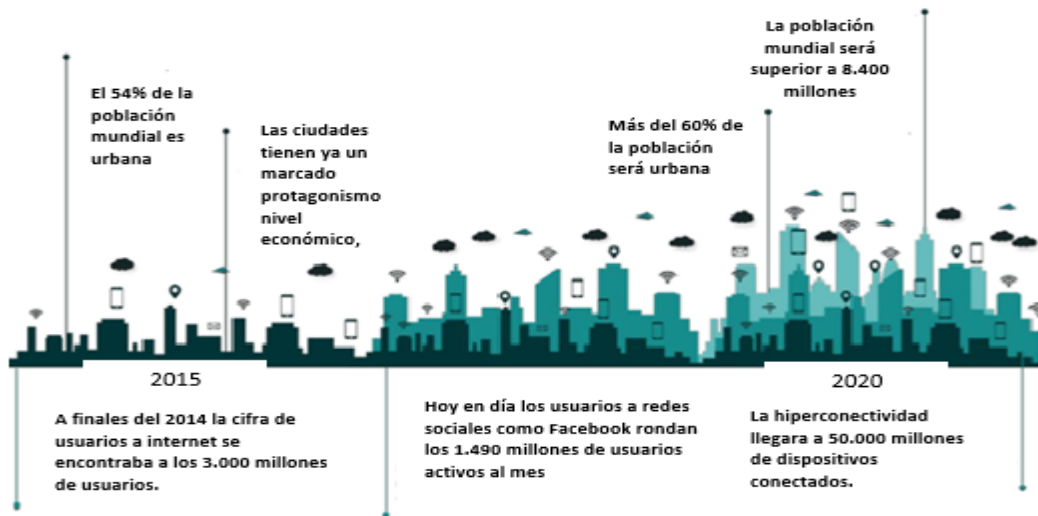 El 54% de la
población
mundial es
urbana
Las ciudades
tienen ya un
marcado
protagonismo
nivel
económico,
Más del 60% de
la población
será urbana
La población
mundial será
superior a 8.400
millones
2015
2020
A finales del 2014 la cifra de
usuarios a internet se
encontraba a los 3.000 millones
de usuarios.
Hoy en día los usuarios a redes
sociales como Facebook rondan
los 1.490 millones de usuarios
activos al mes
La hiperconectividad
llegara a 50.000 millones
de dispositivos
conectados.